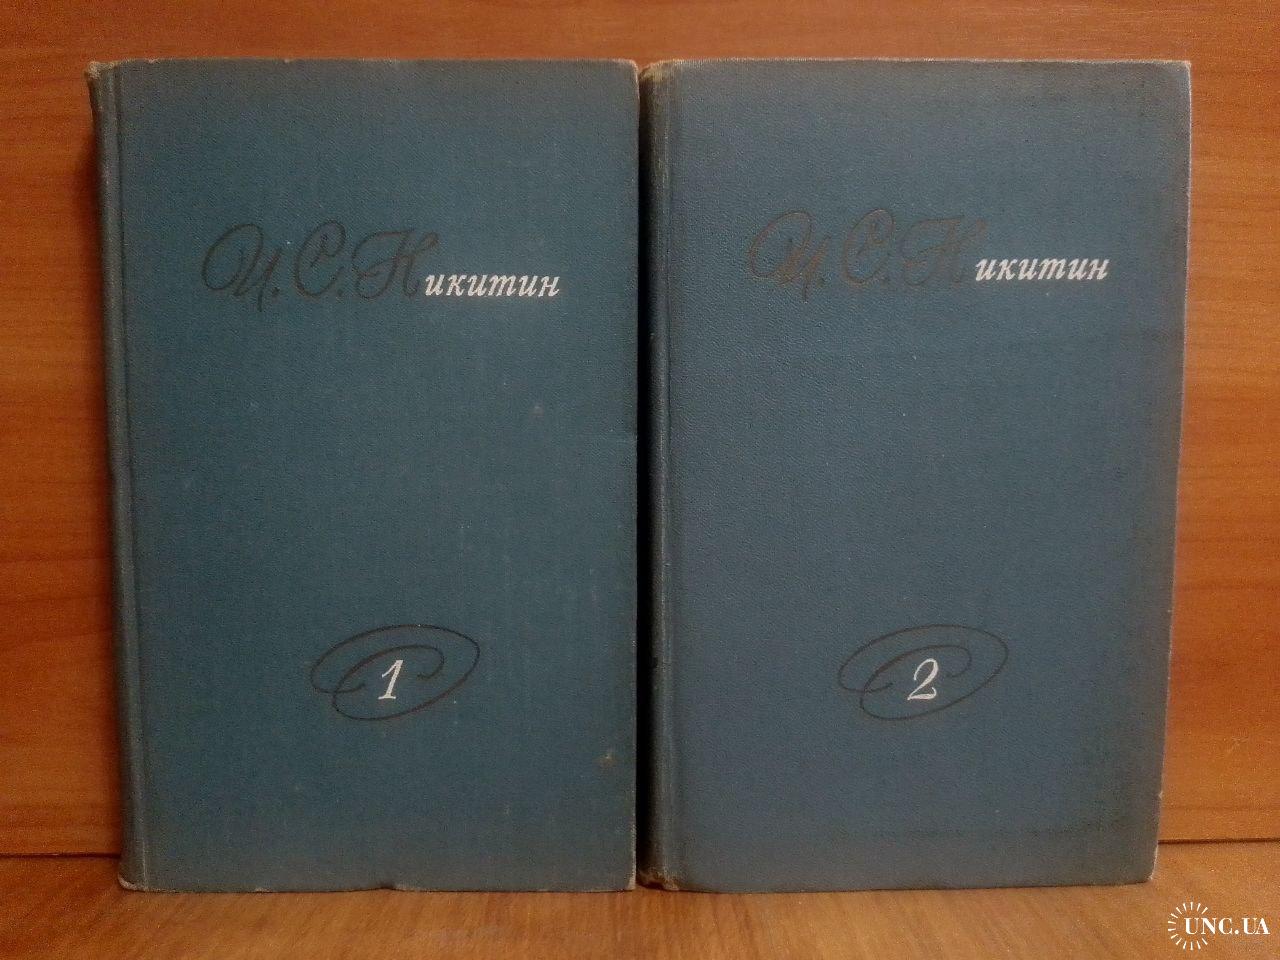 И. С. Никитин
1
И. С. Никитин
2
UNC.UA